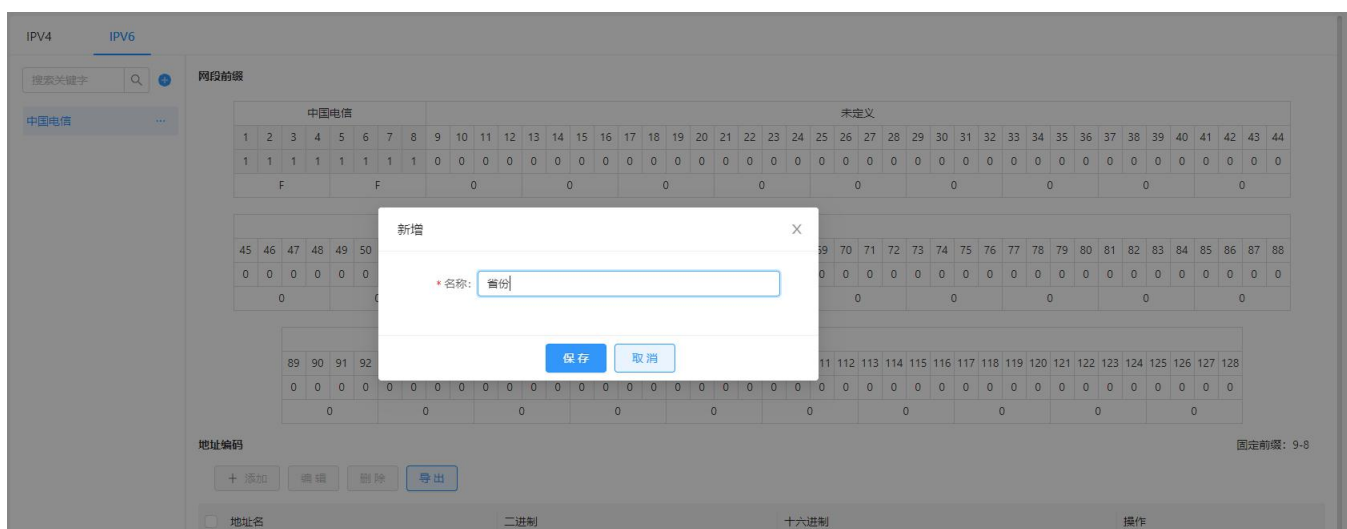 IPV4 IPV6
搜索关键字
网段前缀
中国电信
中国电信 未定义
1 2 3 4 5 6 7 8 9 10 11 12 13 14 15 16 17 18 19 20 21 22 23 24 25 26 27 28 29 30 31 32 33 34 35 36 37 38 39 40 41 42 43 44
1 1 1 1 1 1 1 1 0 0 0 0 0 0 0 0 0 0 0 0 0 0 0 0 0 0 0 0 0 0 0 0 0 0 0 0 0 0 0 0 0 0 0 0
F F 0 0 0 0 0 0 0 0 0
新增 X
45 46 47 48 49 50 70 71 72 73 74 75 76 77 78 79 80 81 82 83 84 85 86 87 88
0 0 0 0 0 0 0 0 0 0 0 0 0 0 0 0 0 0 0 0 0 0 0 0 0 0
*名称: 省份
0 0 0 0 0 0 0
保存 取消
89 90 91 92 112 113 114 115 116 117 118 119 120 121 122 123 124 125 126 127 128
0 0 0 0 0 0 0 0 0 0 0 0 0 0 0 0 0 0 0 0 0 0 0 0 0 0 0 0 0 0 0 0 0 0 0 0 0 0 0 0
0 0 0 0 0 0 0 0 0 0
地址编码 固定前缀: 9-8
+ 添加 编辑 删除 导出
地址名 二进制 十六进制 操作